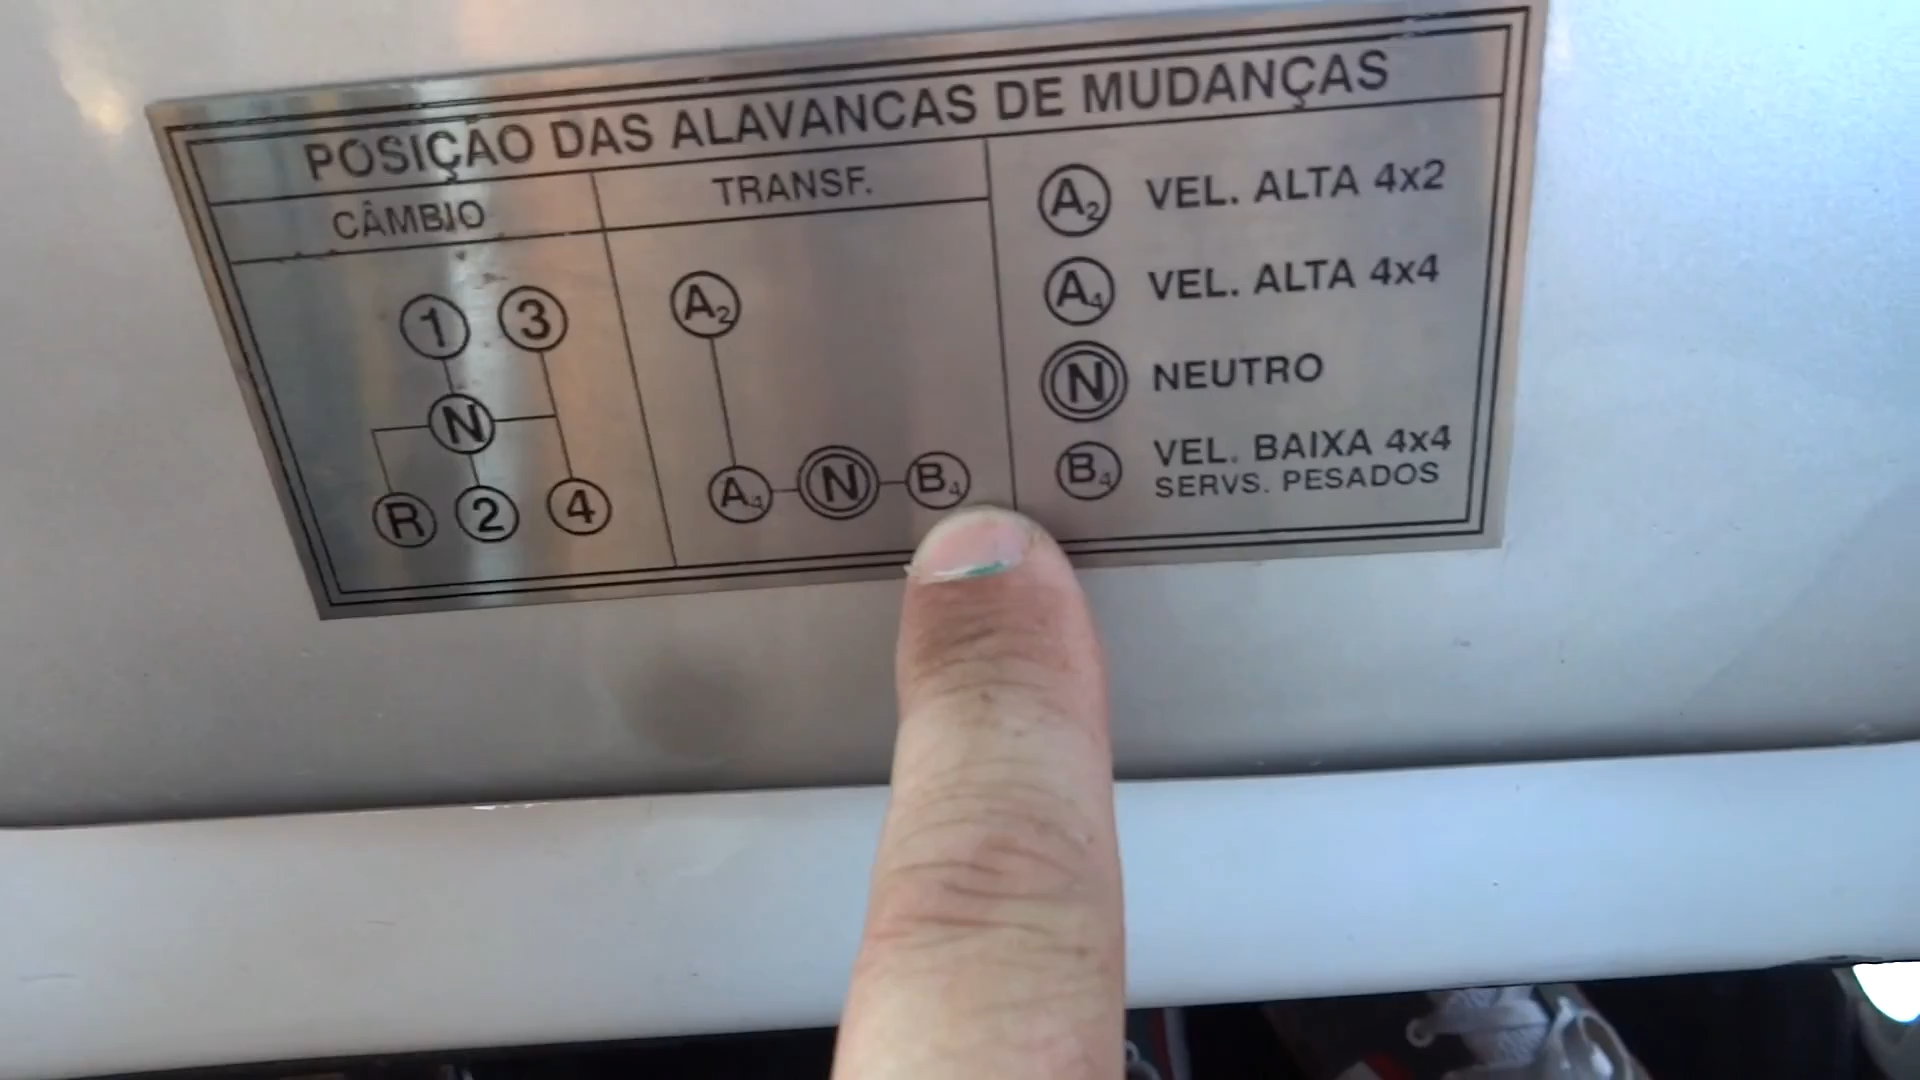 POSIÇÃO DAS ALAVANCAS DE MUDANÇAS
CÂMBIO
1 3
N
R 2 4
TRANSF.
A2
A4 N B4
A2 VEL. ALTA 4x2
A4 VEL. ALTA 4x4
N NEUTRO
B4 VEL. BAIXA 4x4
SERVS. PESADOS